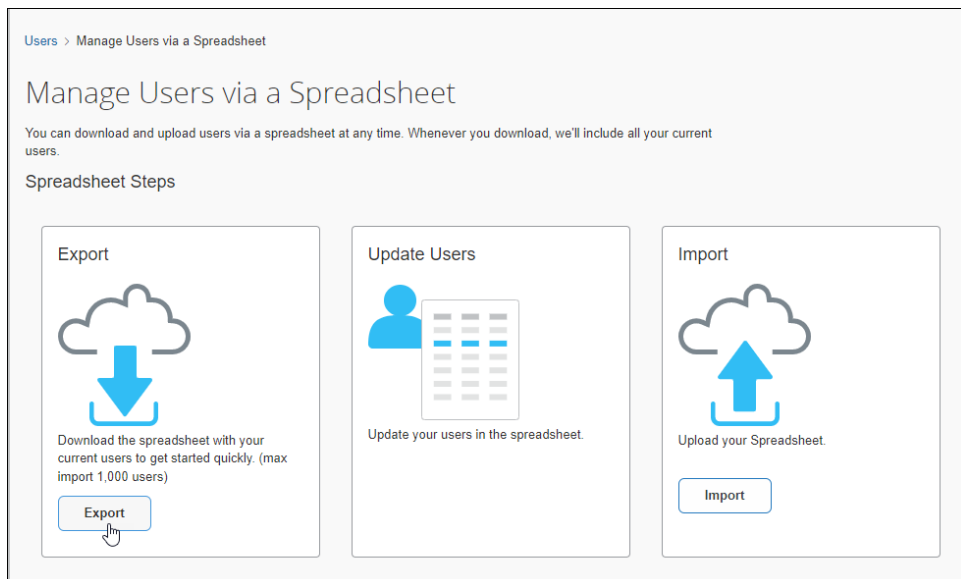 Users > Manage Users via a Spreadsheet
Manage Users via a Spreadsheet
You can download and upload users via a spreadsheet at any time. Whenever you download, we'll include all your current
users.
Spreadsheet Steps
Export
Download the spreadsheet with your
current users to get started quickly. (max
import 1,000 users)
Export
Update Users
Update your users in the spreadsheet.
Import
Upload your Spreadsheet.
Import